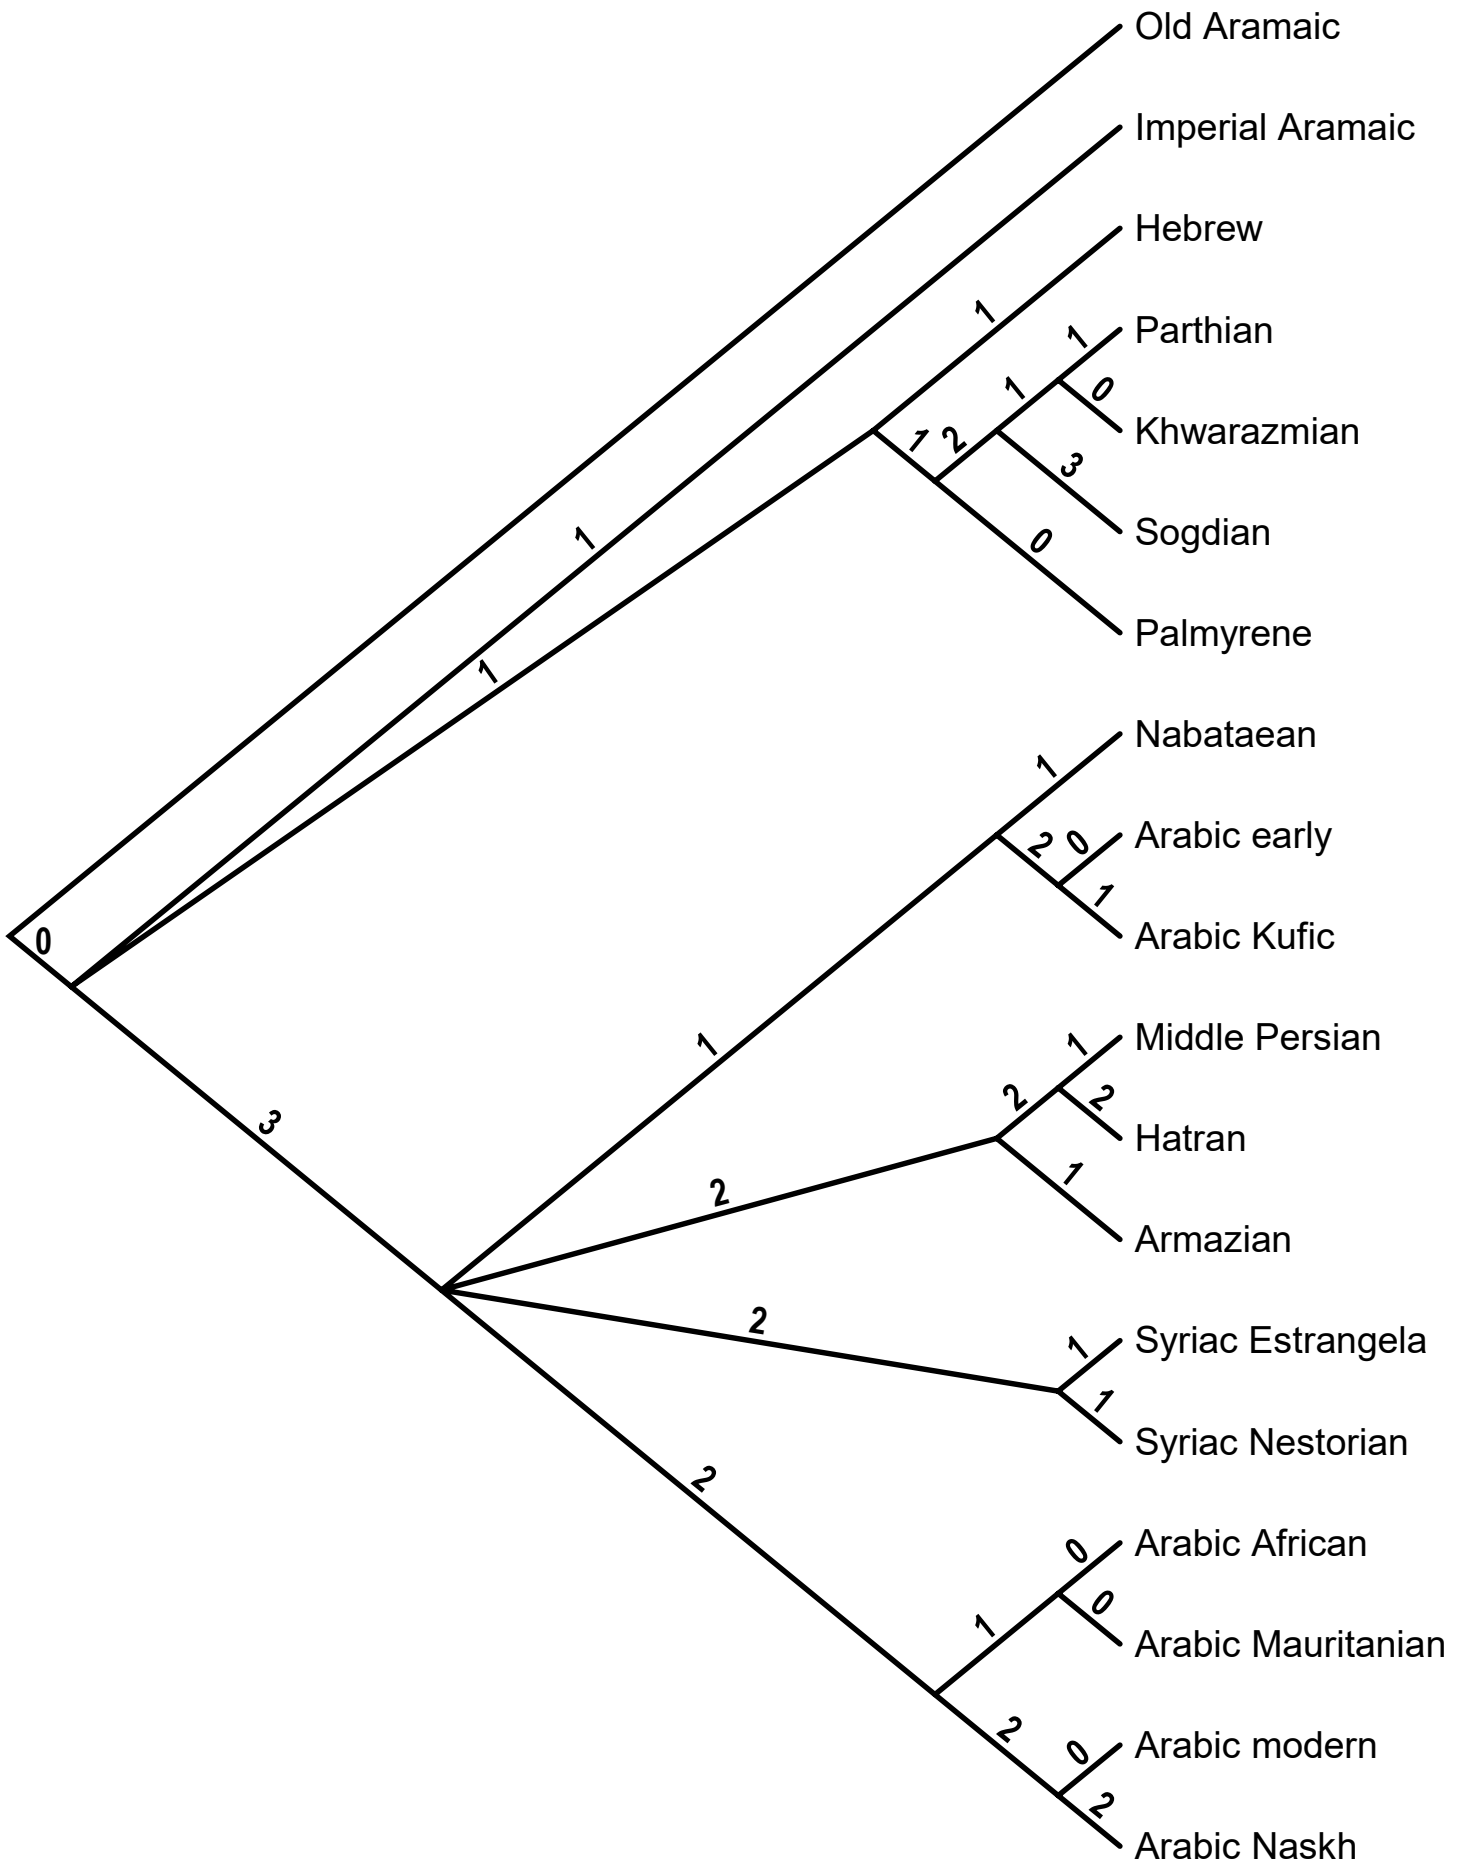 Old Aramaic
Imperial Aramaic
Hebrew
1
Parthian
1
1
0
Khwarazmian
1 2
3
Sogdian
1
0
Palmyrene
1
Nabataean
1
Arabic early
2 0
1
Arabic Kufic
0
Middle Persian
1
1
2
2
Hatran
3
1
2
Armazian
2
Syriac Estrangela
1
1
Syriac Nestorian
2
Arabic African
0
0
1
Arabic Mauritanian
2
Arabic modern
0
2
Arabic Naskh